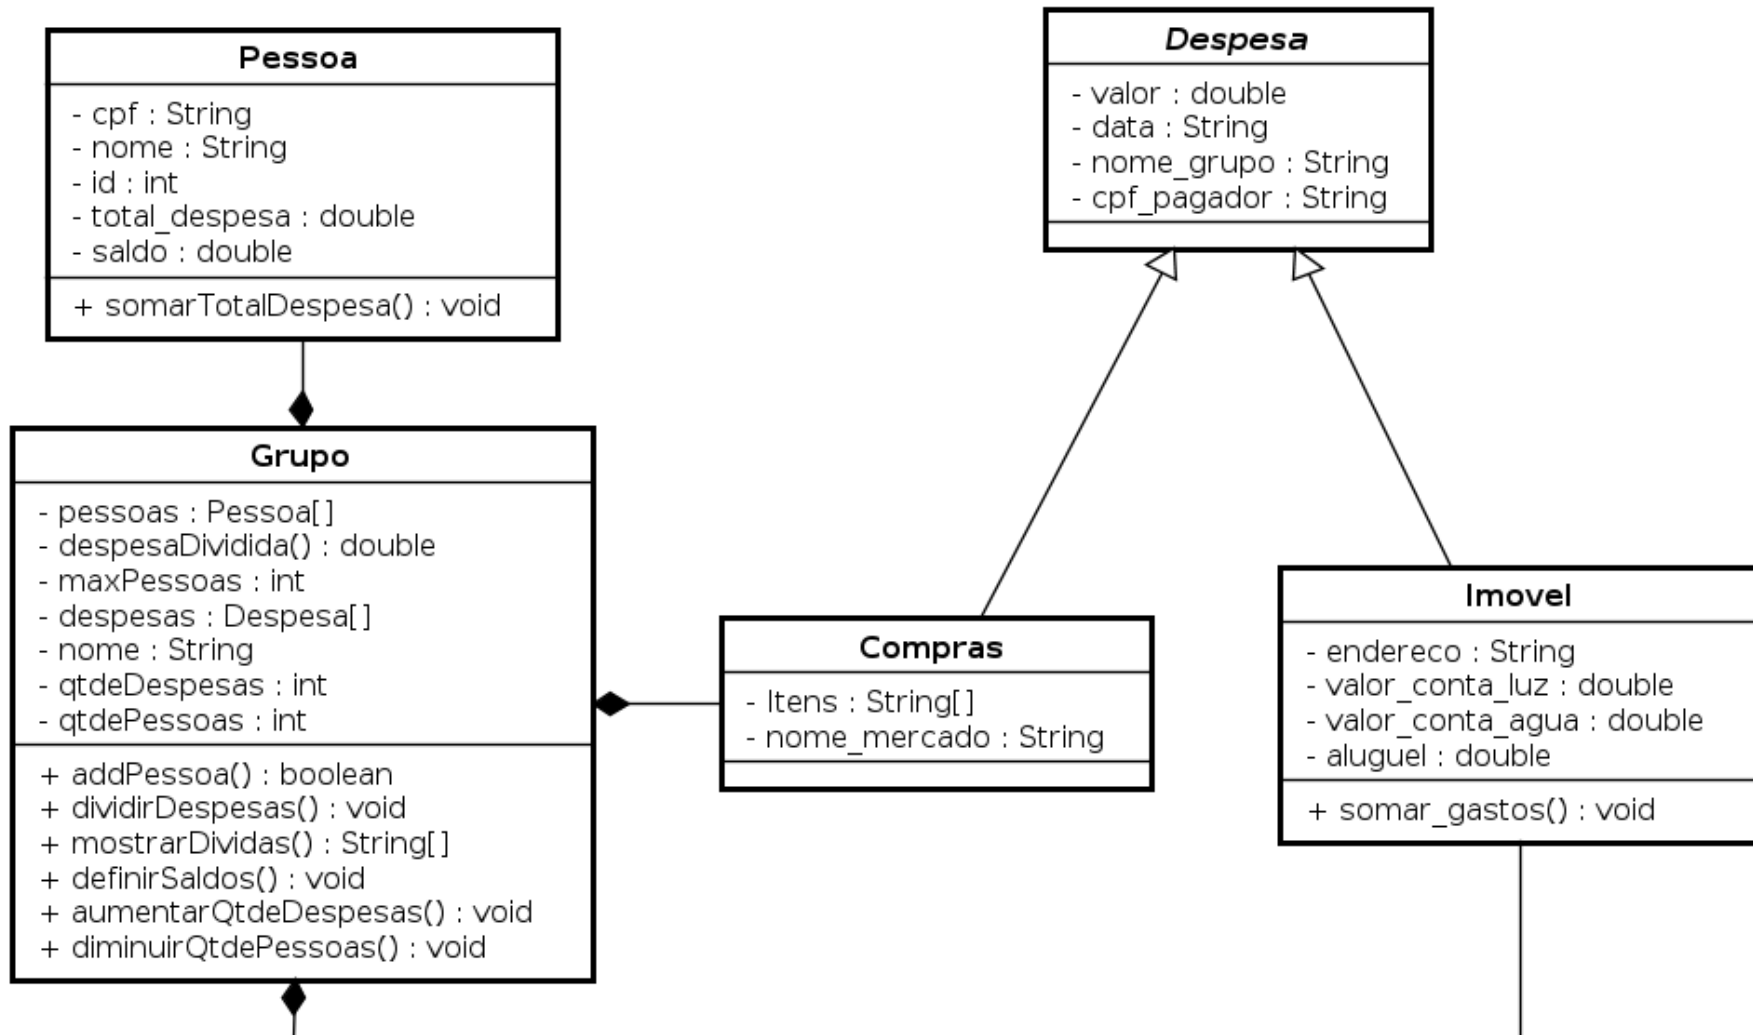 Pessoa
- cpf : String
- nome : String
- id : int
- total_despesa : double
- saldo : double
+ somarTotalDespesa() : void
Despesa
- valor : double
- data : String
- nome_grupo : String
- cpf_pagador : String
Grupo
- pessoas : Pessoa[]
- despesaDividida() : double
- maxPessoas : int
- despesas : Despesa[]
- nome : String
- qtdeDespesas : int
- qtdePessoas : int
+ addPessoa() : boolean
+ dividirDespesas() : void
+ mostrarDividas() : String[]
+ definirSaldos() : void
+ aumentarQtdeDespesas() : void
+ diminuirQtdePessoas() : void
Compras
- Itens : String[]
- nome_mercado : String
Imovel
- endereco : String
- valor_conta_luz : double
- valor_conta_agua : double
- aluguel : double
+ somar_gastos() : void